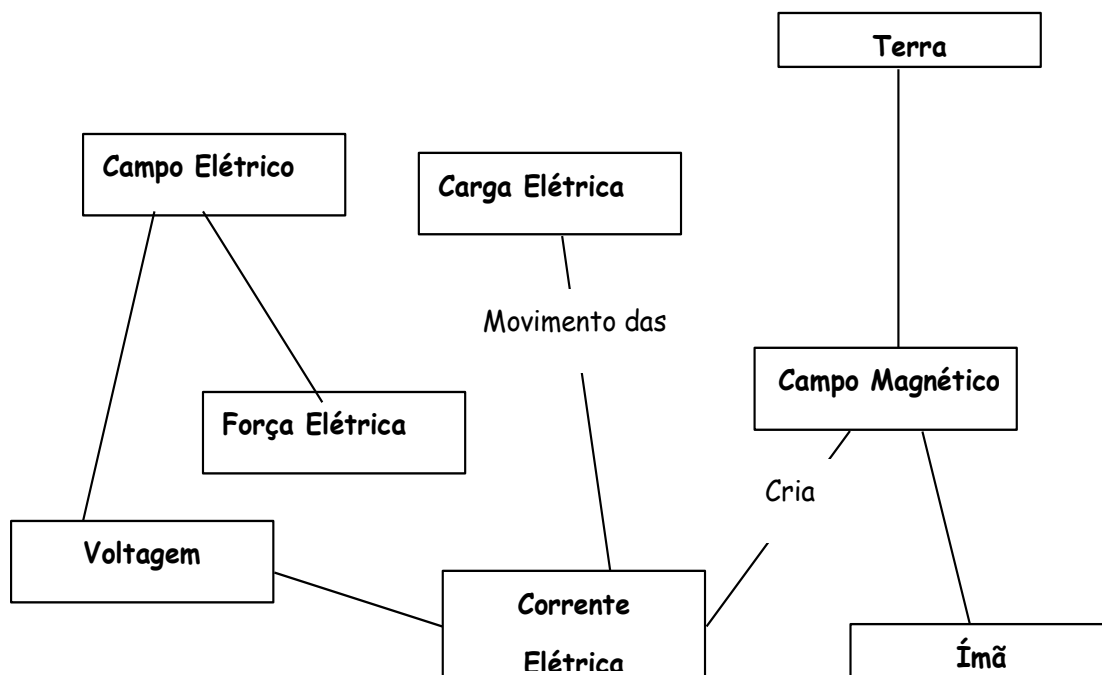 Terra
Campo Elétrico
Carga Elétrica
Movimento das
Campo Magnético
Força Elétrica
Cria
Voltagem
Corrente
Elétrica
Ímã